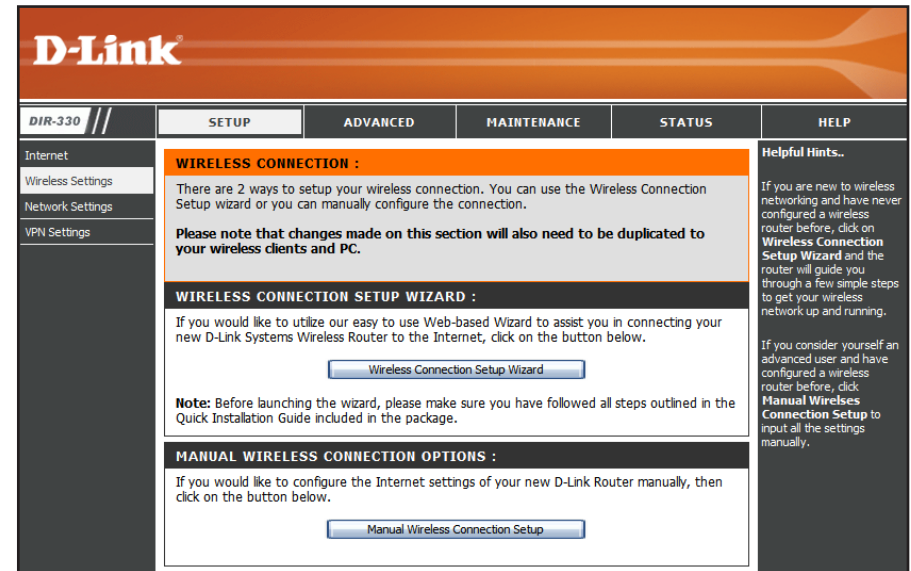 D-Link®
DIR-330
SETUP
ADVANCED
MAINTENANCE
STATUS
HELP
Internet
Wireless Settings
Network Settings
VPN Settings
WIRELESS CONNECTION :
There are 2 ways to setup your wireless connection. You can use the Wireless Connection
Setup wizard or you can manually configure the connection.
Please note that changes made on this section will also need to be duplicated to
your wireless clients and PC.
WIRELESS CONNECTION SETUP WIZARD :
If you would like to utilize our easy to use Web-based Wizard to assist you in connecting your
new D-Link Systems Wireless Router to the Internet, click on the button below.
Wireless Connection Setup Wizard
Note: Before launching the wizard, please make sure you have followed all steps outlined in the
Quick Installation Guide included in the package.
MANUAL WIRELESS CONNECTION OPTIONS :
If you would like to configure the Internet settings of your new D-Link Router manually, then
click on the button below.
Manual Wireless Connection Setup
Helpful Hints..
If you are new to wireless
networking and have never
configured a wireless
router before, click on
Wireless Connection
Setup Wizard and the
router will guide you
through a few simple steps
to get your wireless
network up and running.
If you consider yourself an
advanced user and have
configured a wireless
router before, click
Manual Wirelses
Connection Setup to
input all the settings
manually.